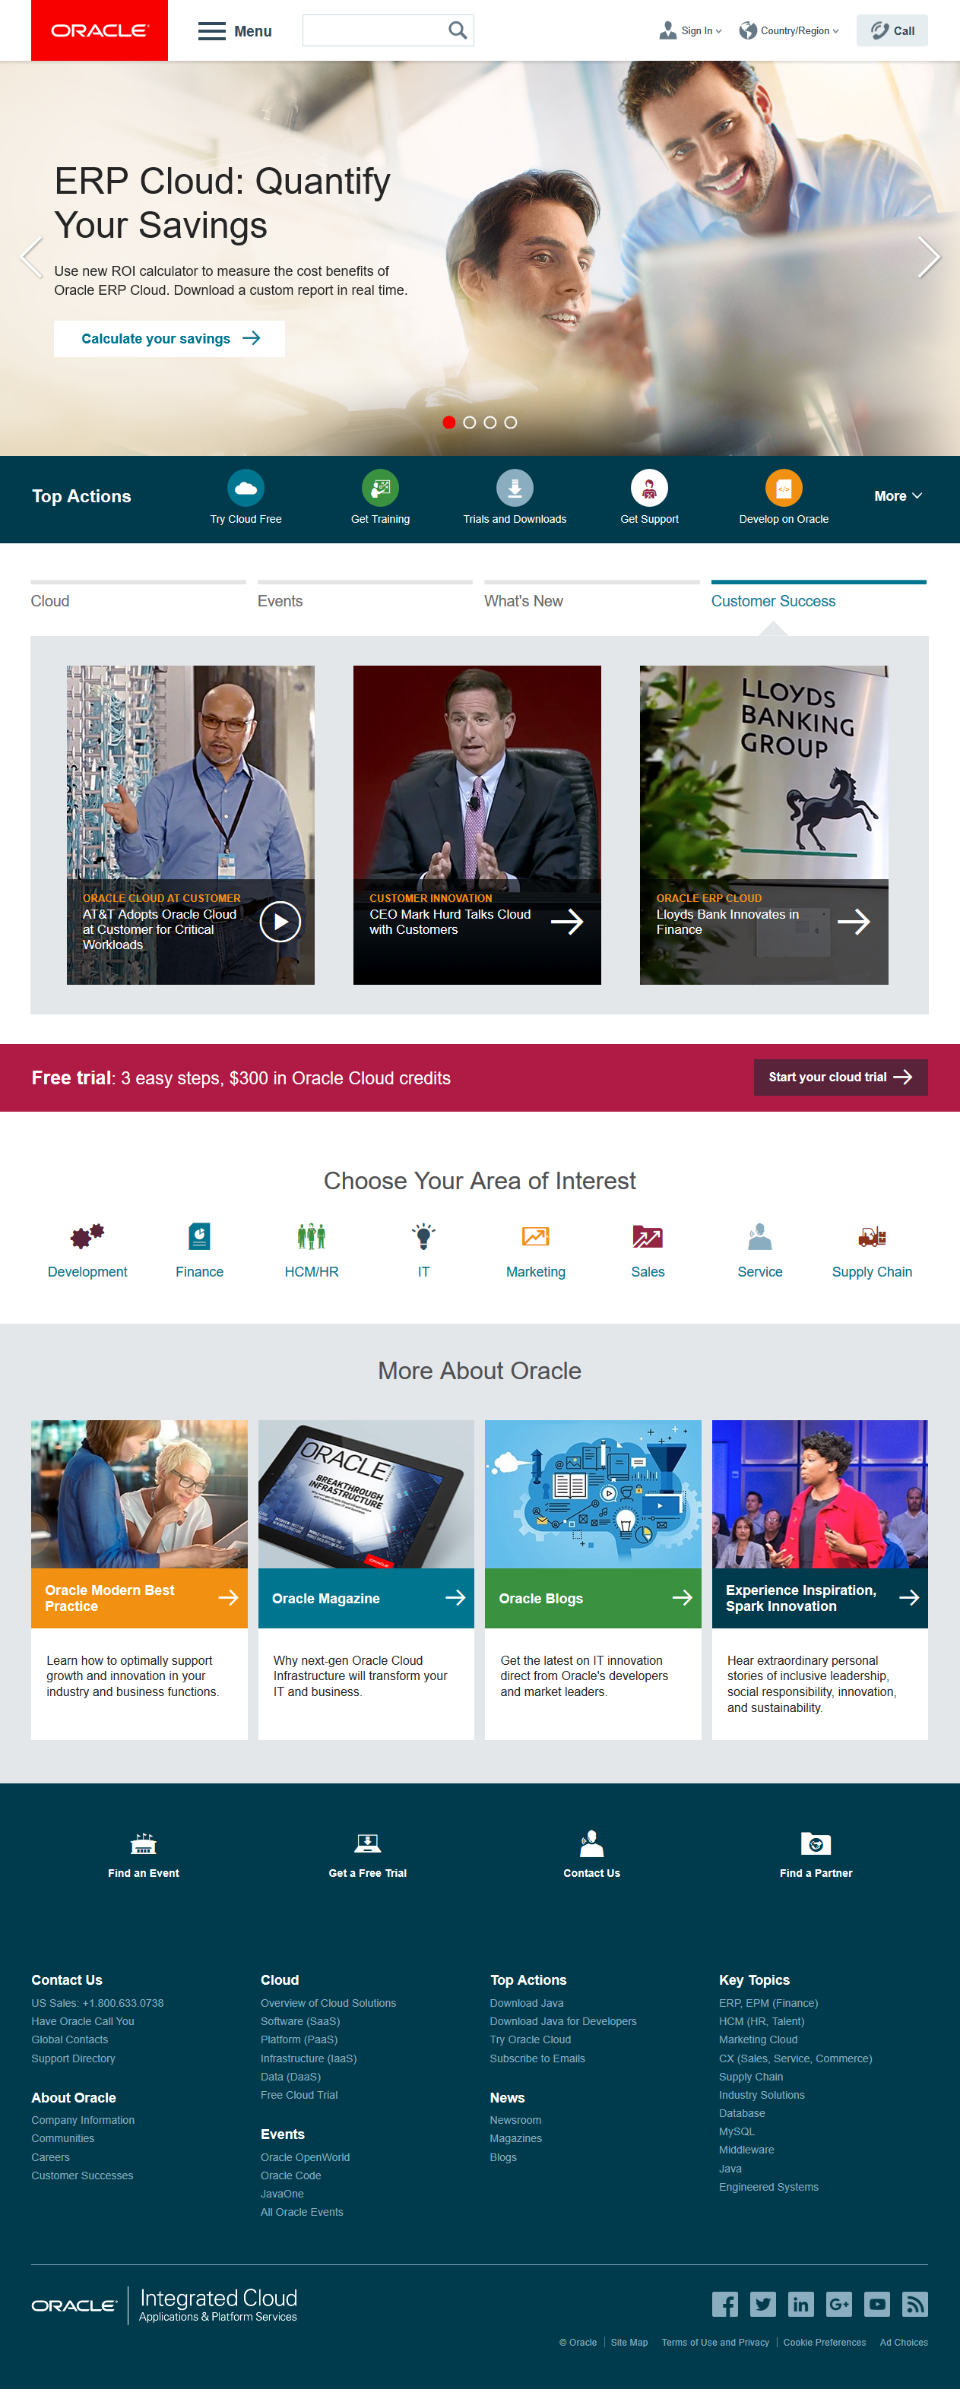 ORACLE
Menu
Sign In
Country/Region
Call
ERP Cloud: Quantify
Your Savings
Use new ROI calculator to measure the cost benefits of
Oracle ERP Cloud. Download a custom report in real time.
Calculate your savings
Top Actions
Try Cloud Free
Get Training
Trials and Downloads
Get Support
Develop on Oracle
More
Cloud
Events
What's New
Customer Success
ORACLE CLOUD AT CUSTOMER
AT&T Adopts Oracle Cloud
at Customer for Critical
Workloads
CUSTOMER INNOVATION
CEO Mark Hurd Talks Cloud
with Customers
LLOYDS
BANKING
GROUP
ORACLE ERP CLOUD
Lloyds Bank Innovates in
Finance
Free trial: 3 easy steps, $300 in Oracle Cloud credits
Start your cloud trial
Choose Your Area of Interest
Development
Finance
HCM/HR
IT
Marketing
Sales
Service
Supply Chain
More About Oracle
ORACLE
BREAKTHROUGH
INFRASTRUCTURE
ORACLE
Oracle Modern Best
Practice
Oracle Magazine
Oracle Blogs
Experience Inspiration,
Spark Innovation
Learn how to optimally support
growth and innovation in your
industry and business functions.
Why next-gen Oracle Cloud
Infrastructure will transform your
IT and business.
Get the latest on IT innovation
direct from Oracle's developers
and market leaders.
Hear extraordinary personal
stories of inclusive leadership,
social responsibility, innovation,
and sustainability.
Find an Event
Get a Free Trial
Contact Us
Find a Partner
Contact Us
US Sales: +1.800.633.0738
Have Oracle Call You
Global Contacts
Support Directory
About Oracle
Company Information
Communities
Careers
Customer Successes
Cloud
Overview of Cloud Solutions
Software (SaaS)
Platform (PaaS)
Infrastructure (IaaS)
Data (DaaS)
Free Cloud Trial
Events
Oracle OpenWorld
Oracle Code
JavaOne
All Oracle Events
Top Actions
Download Java
Download Java for Developers
Try Oracle Cloud
Subscribe to Emails
News
Newsroom
Magazines
Blogs
Key Topics
ERP, EPM (Finance)
HCM (HR, Talent)
Marketing Cloud
CX (Sales, Service, Commerce)
Supply Chain
Industry Solutions
Database
MySQL
Middleware
Java
Engineered Systems
ORACLE
Integrated Cloud
Applications & Platform Services
© Oracle
Site Map
Terms of Use and Privacy
Cookie Preferences
Ad Choices